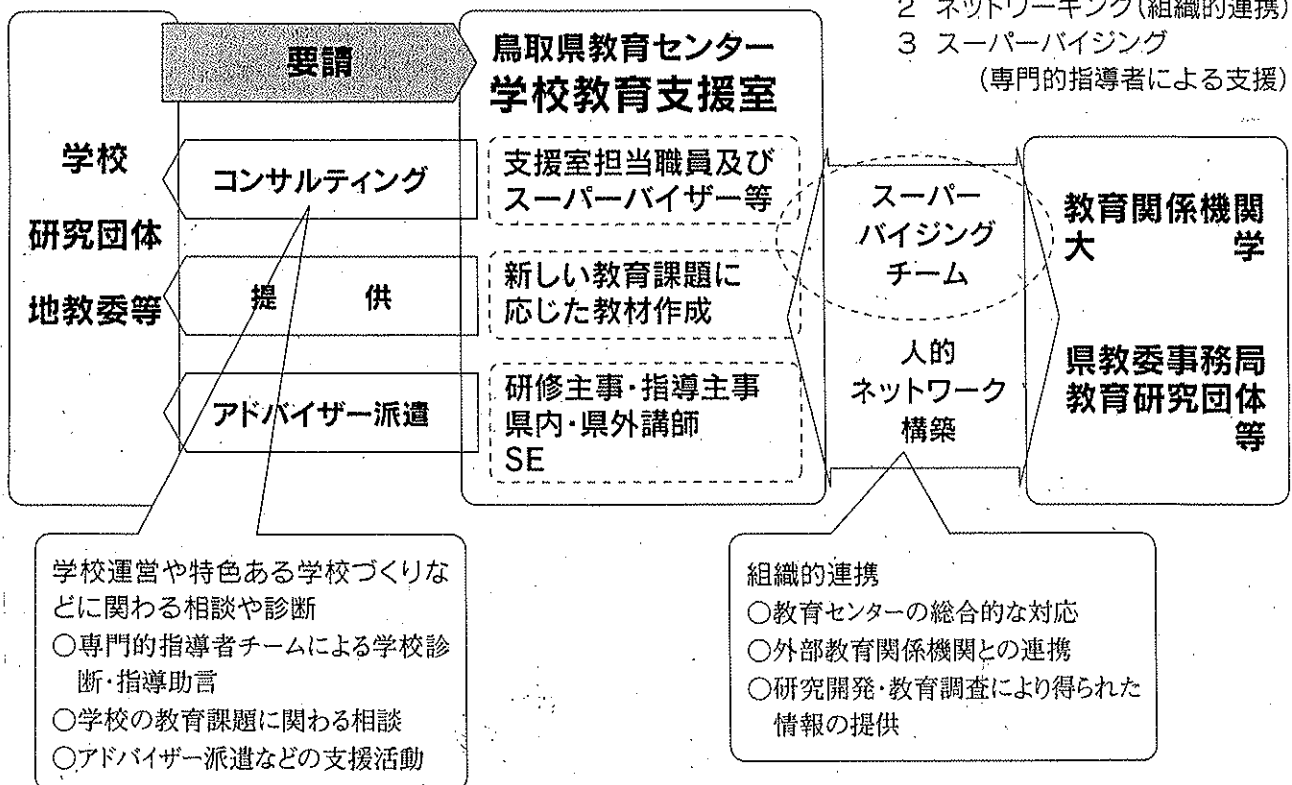 2 ネットワーキング(組織的連携)
3 スーパーバイジング
(専門的指導者による支援)
要請
鳥取県教育センター
学校教育支援室
学校
研究団体
地教委等
コンサルティング
提 供
アドバイザー派遣
支援室担当職員及び
スーパーバイザー等
新しい教育課題に
応じた教材作成
研修主事・指導主事
県内・県外講師
SE
スーパー
バイジング
チーム
人的
ネットワーク
構築
教育関係機関
大 学
県教委事務局
教育研究団体
等
学校運営や特色ある学校づくりな
どに関わる相談や診断
○専門的指導者チームによる学校診
断・指導助言
○学校の教育課題に関わる相談
○アドバイザー派遣などの支援活動
組織的連携
○教育センターの総合的な対応
○外部教育関係機関との連携
○研究開発・教育調査により得られた
情報の提供